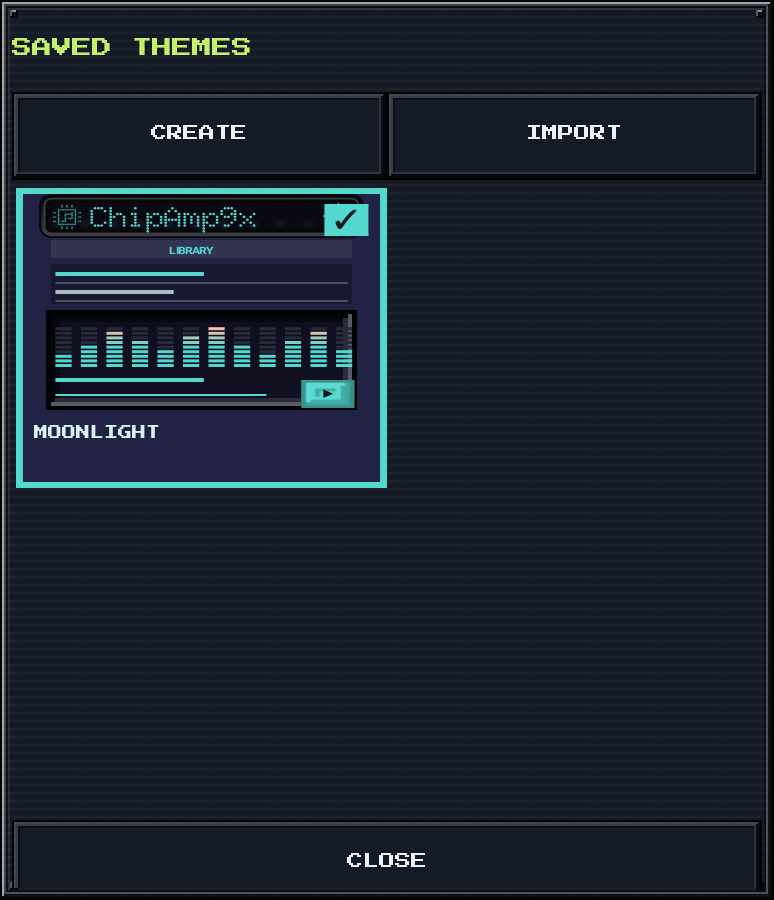 SAVED THEMES
CREATE
IMPORT
ChipAmp9x
LIBRARY
MOONLIGHT
CLOSE